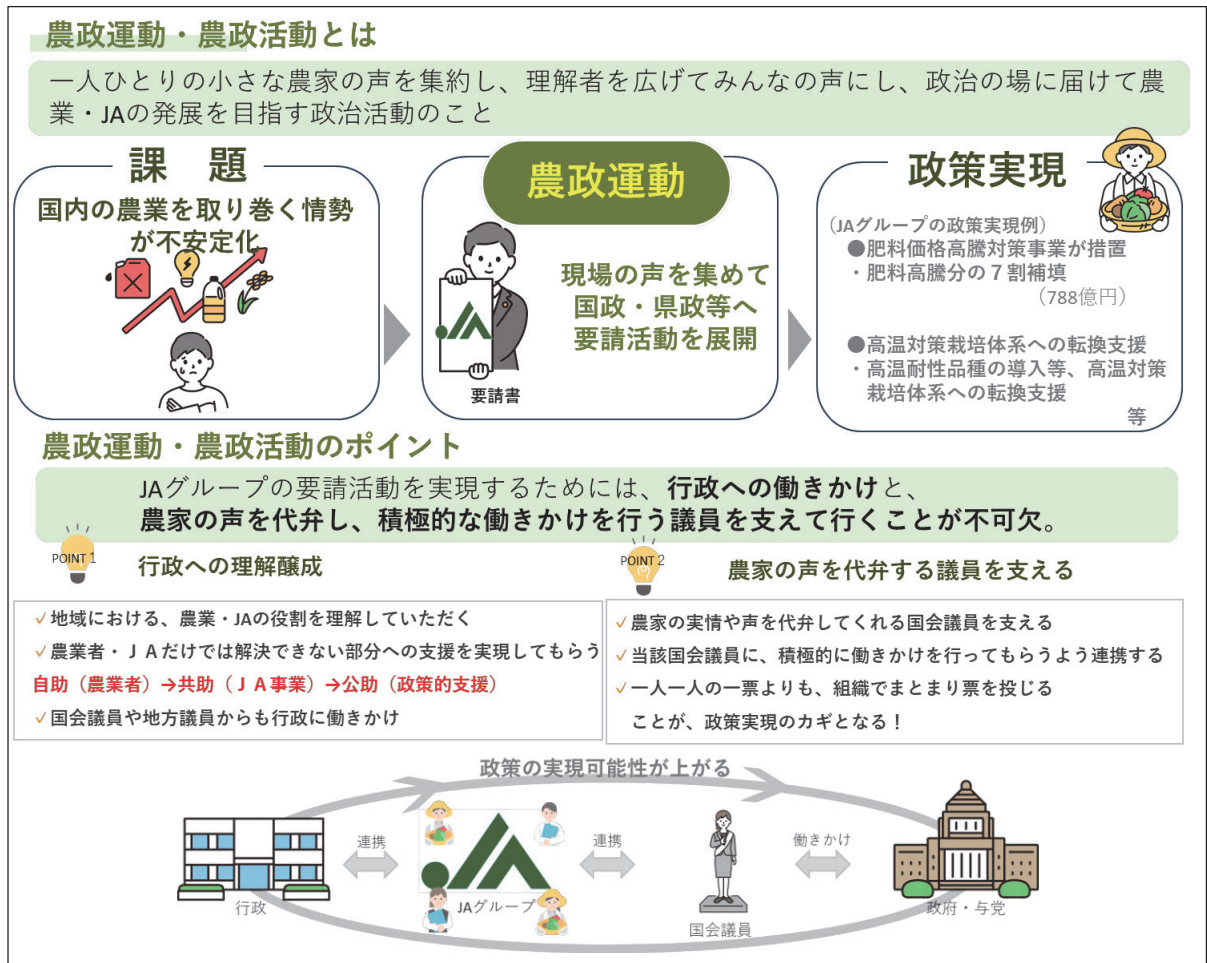 農政運動・農政活動とは
一人ひとりの小さな農家の声を集約し、理解者を広げてみんなの声にし、政治の場に届けて農
業・JAの発展を目指す政治活動のこと
課　題
国内の農業を取り巻く情勢
が不安定化
農政運動
現場の声を集めて
国政・県政等へ
要請活動を展開
要請書
政策実現
(JAグループの政策実現例)
●肥料価格高騰対策事業が措置
・肥料高騰分の７割補填
（788億円）
●高温対策栽培体系への転換支援
・高温耐性品種の導入等、高温対策
栽培体系への転換支援
等
農政運動・農政活動のポイント
JAグループの要請活動を実現するためには、行政への働きかけと、
農家の声を代弁し、積極的な働きかけを行う議員を支えて行くことが不可欠。
POINT 1
行政への理解醸成
✓地域における、農業・JAの役割を理解していただく
✓農業者・ＪＡだけでは解決できない部分への支援を実現してもらう
自助（農業者）→共助（ＪＡ事業）→公助（政策的支援）
✓国会議員や地方議員からも行政に働きかけ
POINT 2
農家の声を代弁する議員を支える
✓農家の実情や声を代弁してくれる国会議員を支える
✓当該国会議員に、積極的に働きかけを行ってもらうよう連携する
✓一人一人の一票よりも、組織でまとまり票を投じる
ことが、政策実現のカギとなる！
政策の実現可能性が上がる
連携
連携
働きかけ
行政
JAグループ
国会議員
政府・与党